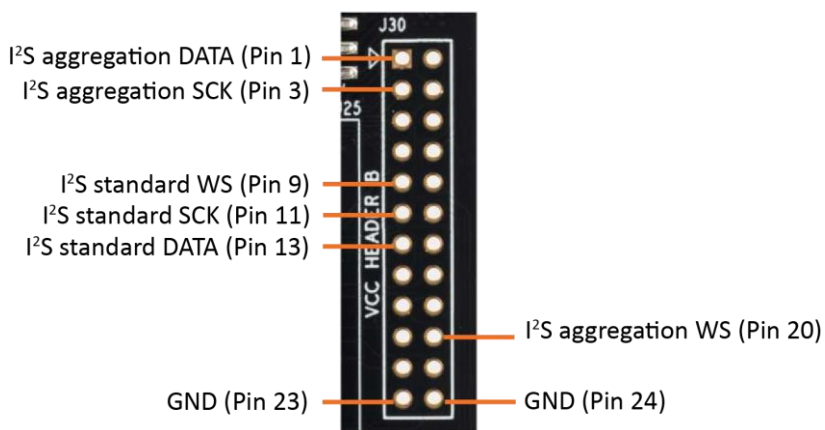 J30
I²S aggregation DATA (Pin 1)
I²S aggregation SCK (Pin 3)
I²S standard WS (Pin 9)
I²S standard SCK (Pin 11)
I²S standard DATA (Pin 13)
VCC HEADER B
I²S aggregation WS (Pin 20)
GND (Pin 23)
GND (Pin 24)